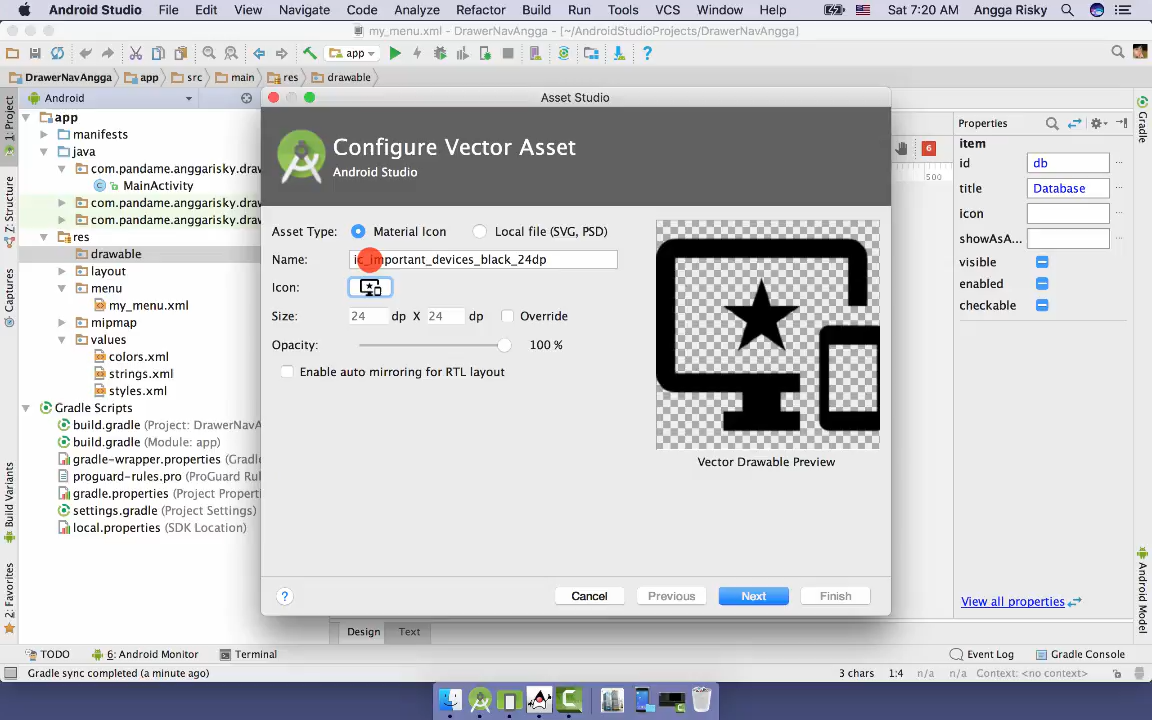 Android Studio File Edit View Navigate Code Analyze Refactor Build Run Tools VCS Window Help Sat 7:20 AM Angga Risky
my_menu.xml - DrawerNavAngga - [~/AndroidStudioProjects/DrawerNavAngga]
app
DrawerNavAngga app src main res drawable
1: Project
Z: Structure
Captures
Build Variants
2: Favorites
Android
app
manifests
java
com.pandame.anggarisky.drav
MainActivity
com.pandame.anggarisky.drav
com.pandame.anggarisky.drav
res
drawable
layout
menu
my_menu.xml
mipmap
values
colors.xml
strings.xml
styles.xml
Gradle Scripts
build.gradle (Project: DrawerNavA
build.gradle (Module: app)
gradle-wrapper.properties (Gradle
proguard-rules.pro (ProGuard Rul
gradle.properties (Project Properti
settings.gradle (Project Settings)
local.properties (SDK Location)
Asset Studio
Configure Vector Asset
Android Studio
Asset Type: Material Icon Local file (SVG, PSD)
Name: ic_important_devices_black_24dp
Icon:
Size: 24 dp X 24 dp Override
Opacity: 100 %
Enable auto mirroring for RTL layout
Vector Drawable Preview
? Cancel Previous Next Finish
6
500
Properties
item
id db
title Database
icon
showAsA...
visible
enabled
checkable
View all properties
Gradle
Android Model
Design Text
TODO 6: Android Monitor Terminal Event Log Gradle Console
Gradle sync completed (a minute ago) 3 chars 1:4 n/a n/a Context: <no context>